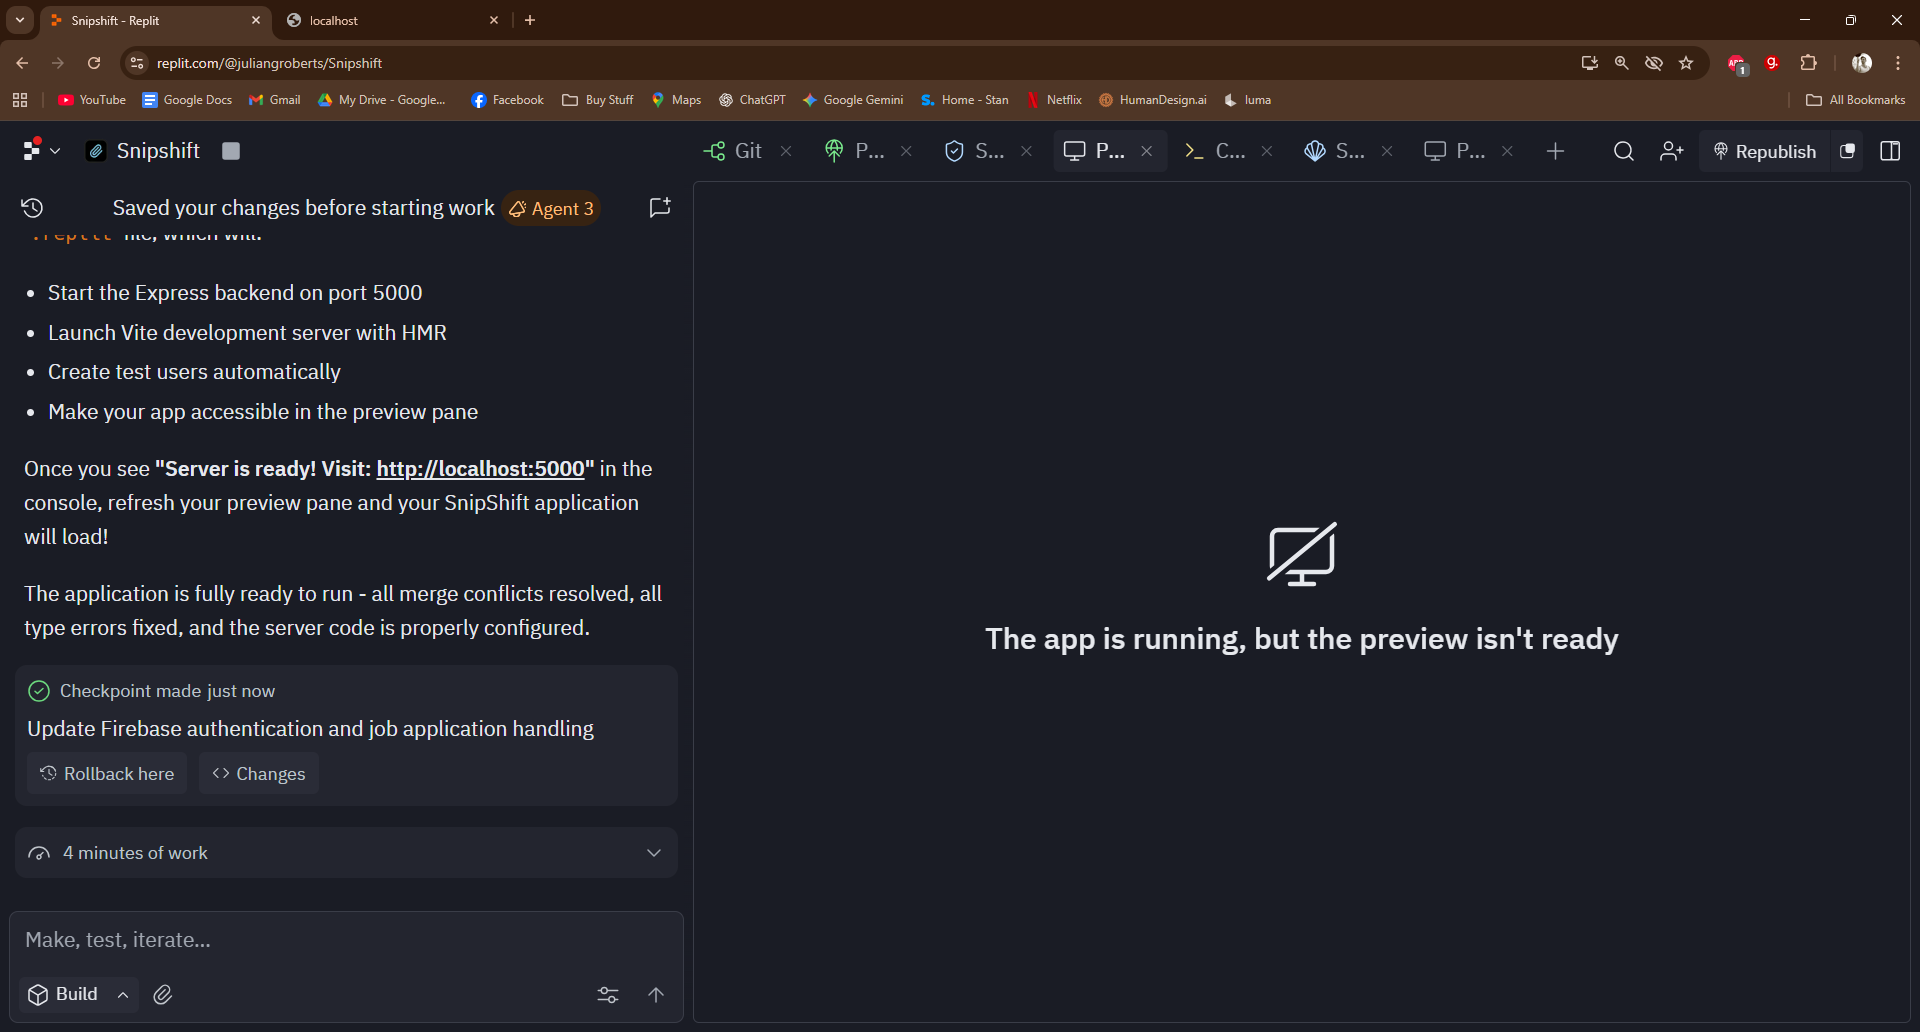 Snipshift - Replit
localhost
replit.com/@juliangroberts/Snipshift
1
g.
YouTube
Google Docs
Gmail
My Drive - Google...
Facebook
Buy Stuff
Maps
ChatGPT
Google Gemini
S. Home - Stan
Netflix
HumanDesign.ai
luma
All Bookmarks
Snipshift
Git
P...
S...
P...
C...
S...
P...
Republish
Saved your changes before starting work
Agent 3
.replit file, which will:
• Start the Express backend on port 5000
• Launch Vite development server with HMR
• Create test users automatically
• Make your app accessible in the preview pane
Once you see "Server is ready! Visit: http://localhost:5000" in the
console, refresh your preview pane and your SnipShift application
will load!
The application is fully ready to run - all merge conflicts resolved, all
type errors fixed, and the server code is properly configured.
Checkpoint made just now
Update Firebase authentication and job application handling
Rollback here
<> Changes
4 minutes of work
Make, test, iterate...
Build
The app is running, but the preview isn't ready